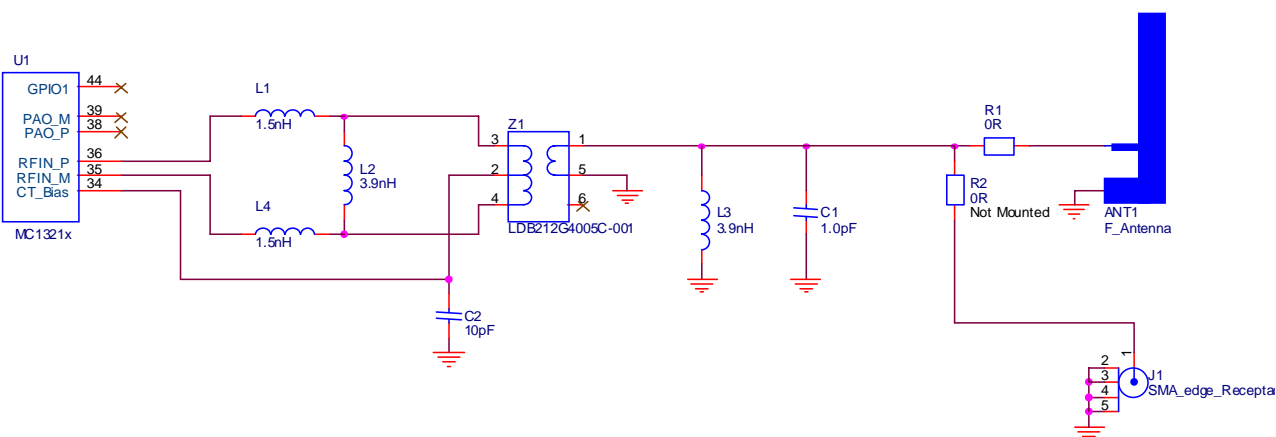 U1
GPIO1
44
PAO_M
39
PAO_P
38
RFIN_P
36
RFIN_M
35
CT_Bias
34
MC1321x
L1
1.5nH
L2
3.9nH
L4
1.5nH
C2
10pF
Z1
3
2
4
1
5
6
LDB212G4005C-001
L3
3.9nH
C1
1.0pF
R1
0R
R2
0R
Not Mounted
ANT1
F_Antenna
1
2
3
4
5
J1
SMA_edge_Recepta